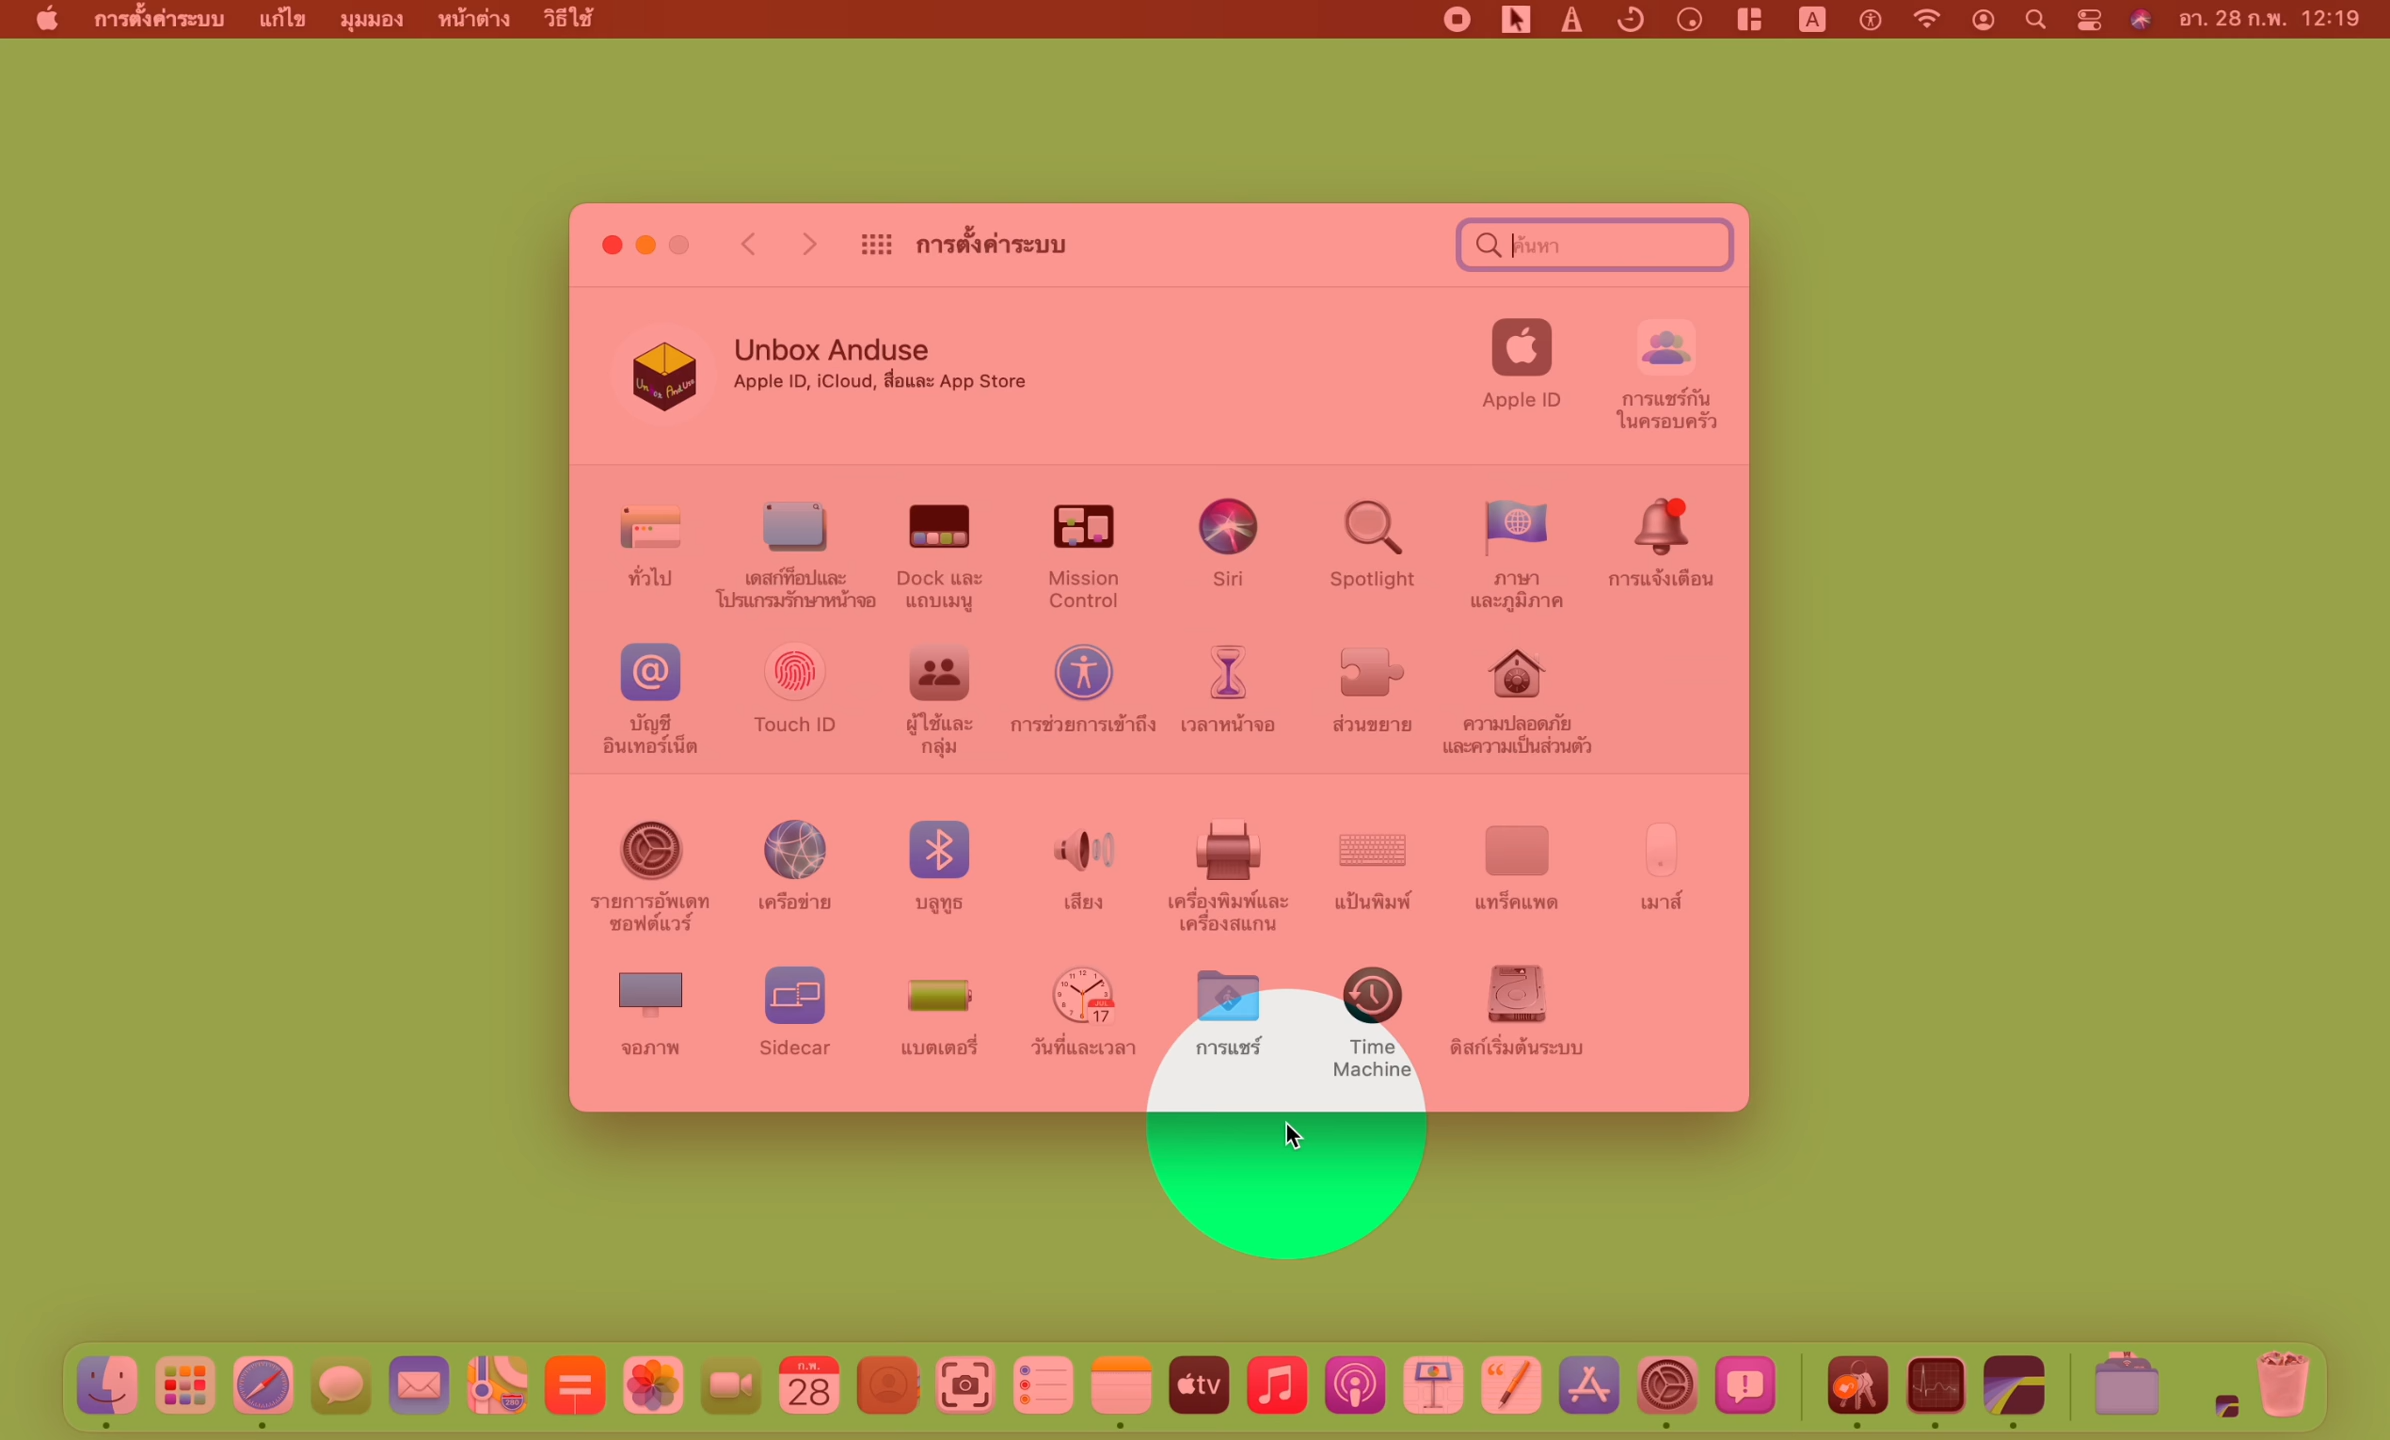 การตั้งค่าระบบ แก้ไข มุมมอง หน้าต่าง วิธีใช้ A อา. 28 ก.พ. 12:19
การตั้งค่าระบบ
ค้นหา
Unbox Anduse
Apple ID, iCloud, สื่อและ App Store
Apple ID
การแชร์กัน
ในครอบครัว
ทั่วไป
เดสก์ท็อปและ
โปรแกรมรักษาหน้าจอ
Dock และ
แถบเมนู
Mission
Control
Siri
Spotlight
ภาษา
และภูมิภาค
การแจ้งเตือน
บัญชี
อินเทอร์เน็ต
Touch ID
ผู้ใช้และ
กลุ่ม
การช่วยการเข้าถึง
เวลาหน้าจอ
ส่วนขยาย
ความปลอดภัย
และความเป็นส่วนตัว
รายการอัพเดท
ซอฟต์แวร์
เครือข่าย
บลูทูธ
เสียง
เครื่องพิมพ์และ
เครื่องสแกน
แป้นพิมพ์
แทร็คแพด
เมาส์
จอภาพ
Sidecar
แบตเตอรี่
JUL
17
วันที่และเวลา
การแชร์
Time
Machine
ดิสก์เริ่มต้นระบบ
280
ก.พ.
28
tv